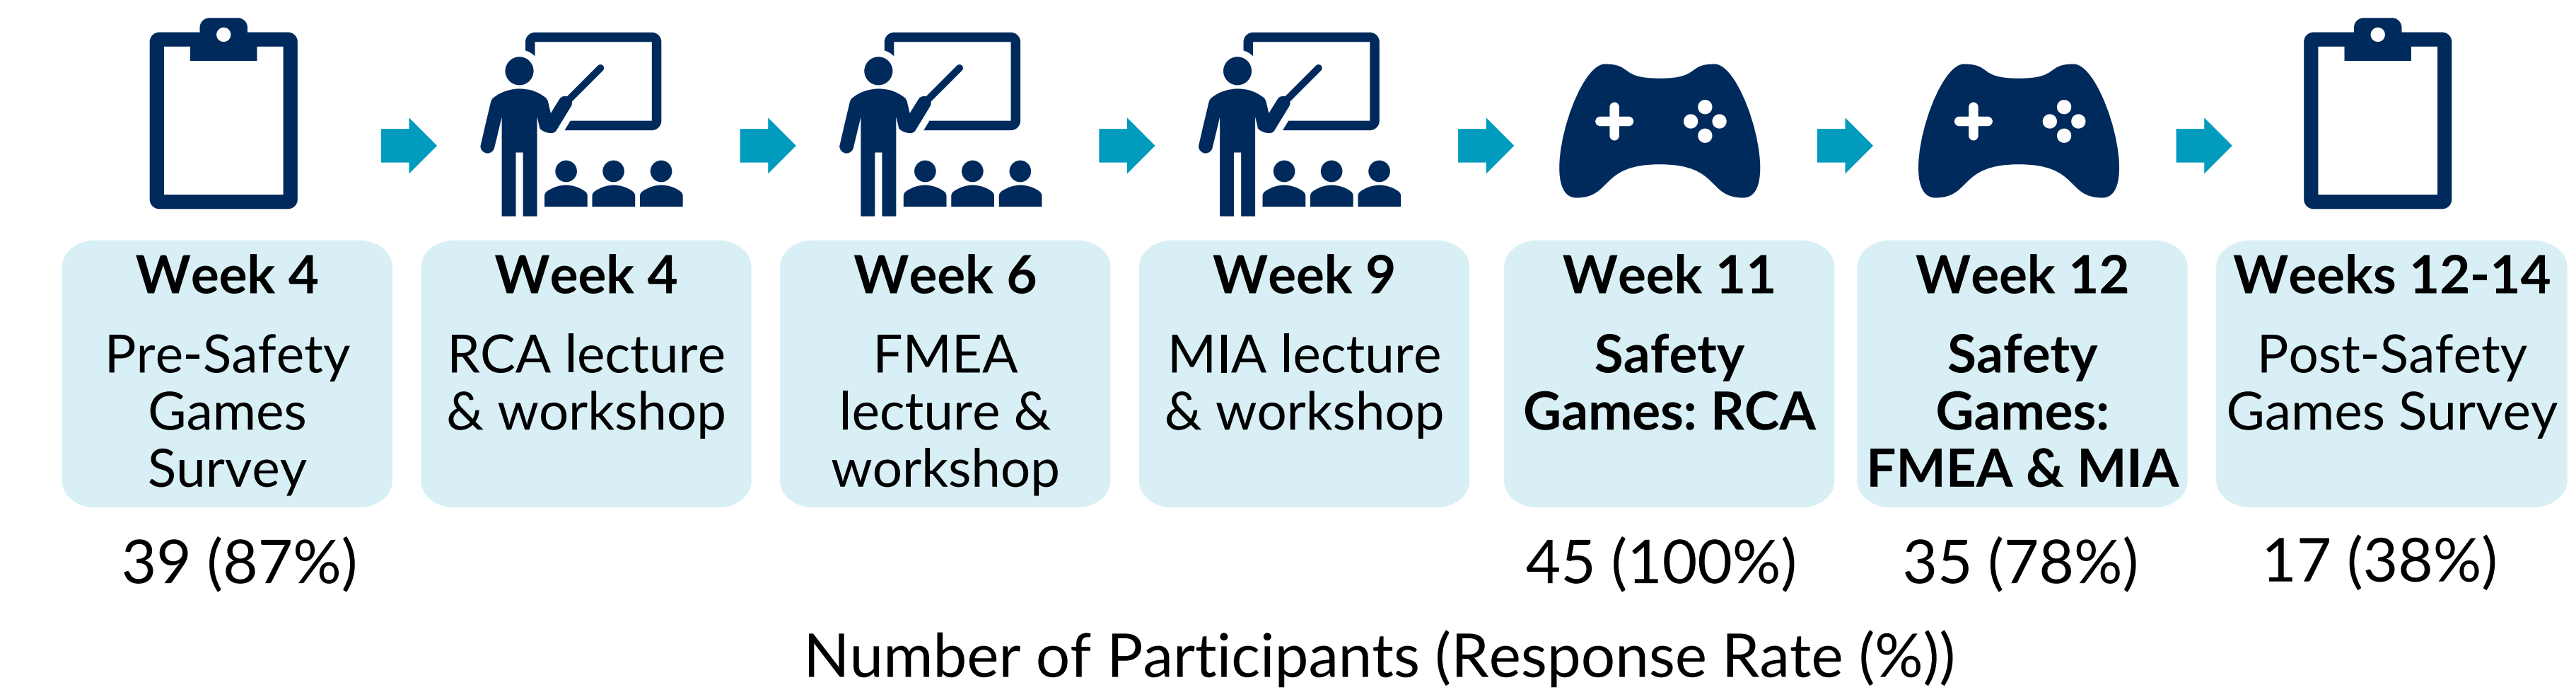 Week 4
Pre-Safety
Games
Survey
39 (87%)
Week 4
RCA lecture
& workshop
Week 6
FMEA
lecture &
workshop
Week 9
MIA lecture
& workshop
Week 11
Safety
Games: RCA
45 (100%)
Week 12
Safety
Games:
FMEA & MIA
35 (78%)
Weeks 12-14
Post-Safety
Games Survey
17 (38%)
Number of Participants (Response Rate (%))